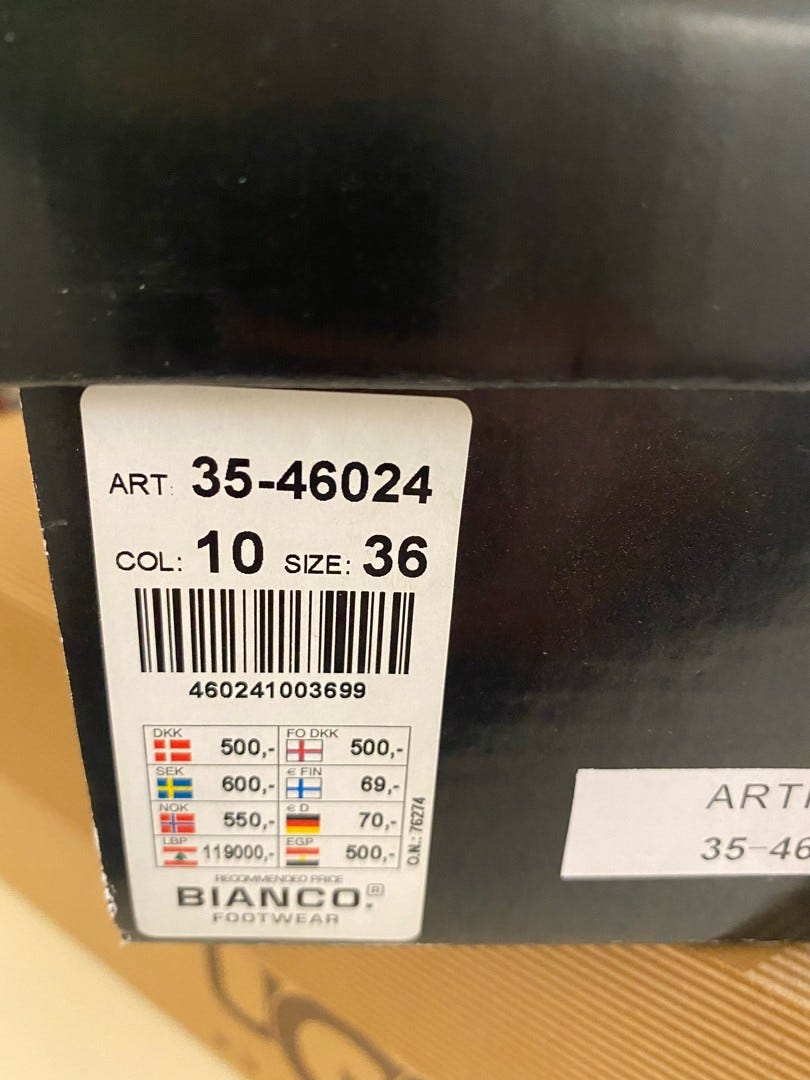 ART: 35-46024
COL: 10 SIZE: 36
460241003699
DKK 500,- FO DKK 500,-
SEK 600,- € FIN 69,-
NOK 550,- € D 70,-
LBP 119000,- EGP 500,-
O.N.: 76274
RECOMMENDED PRICE
BIANCO.®
FOOTWEAR
ARTI
35-46